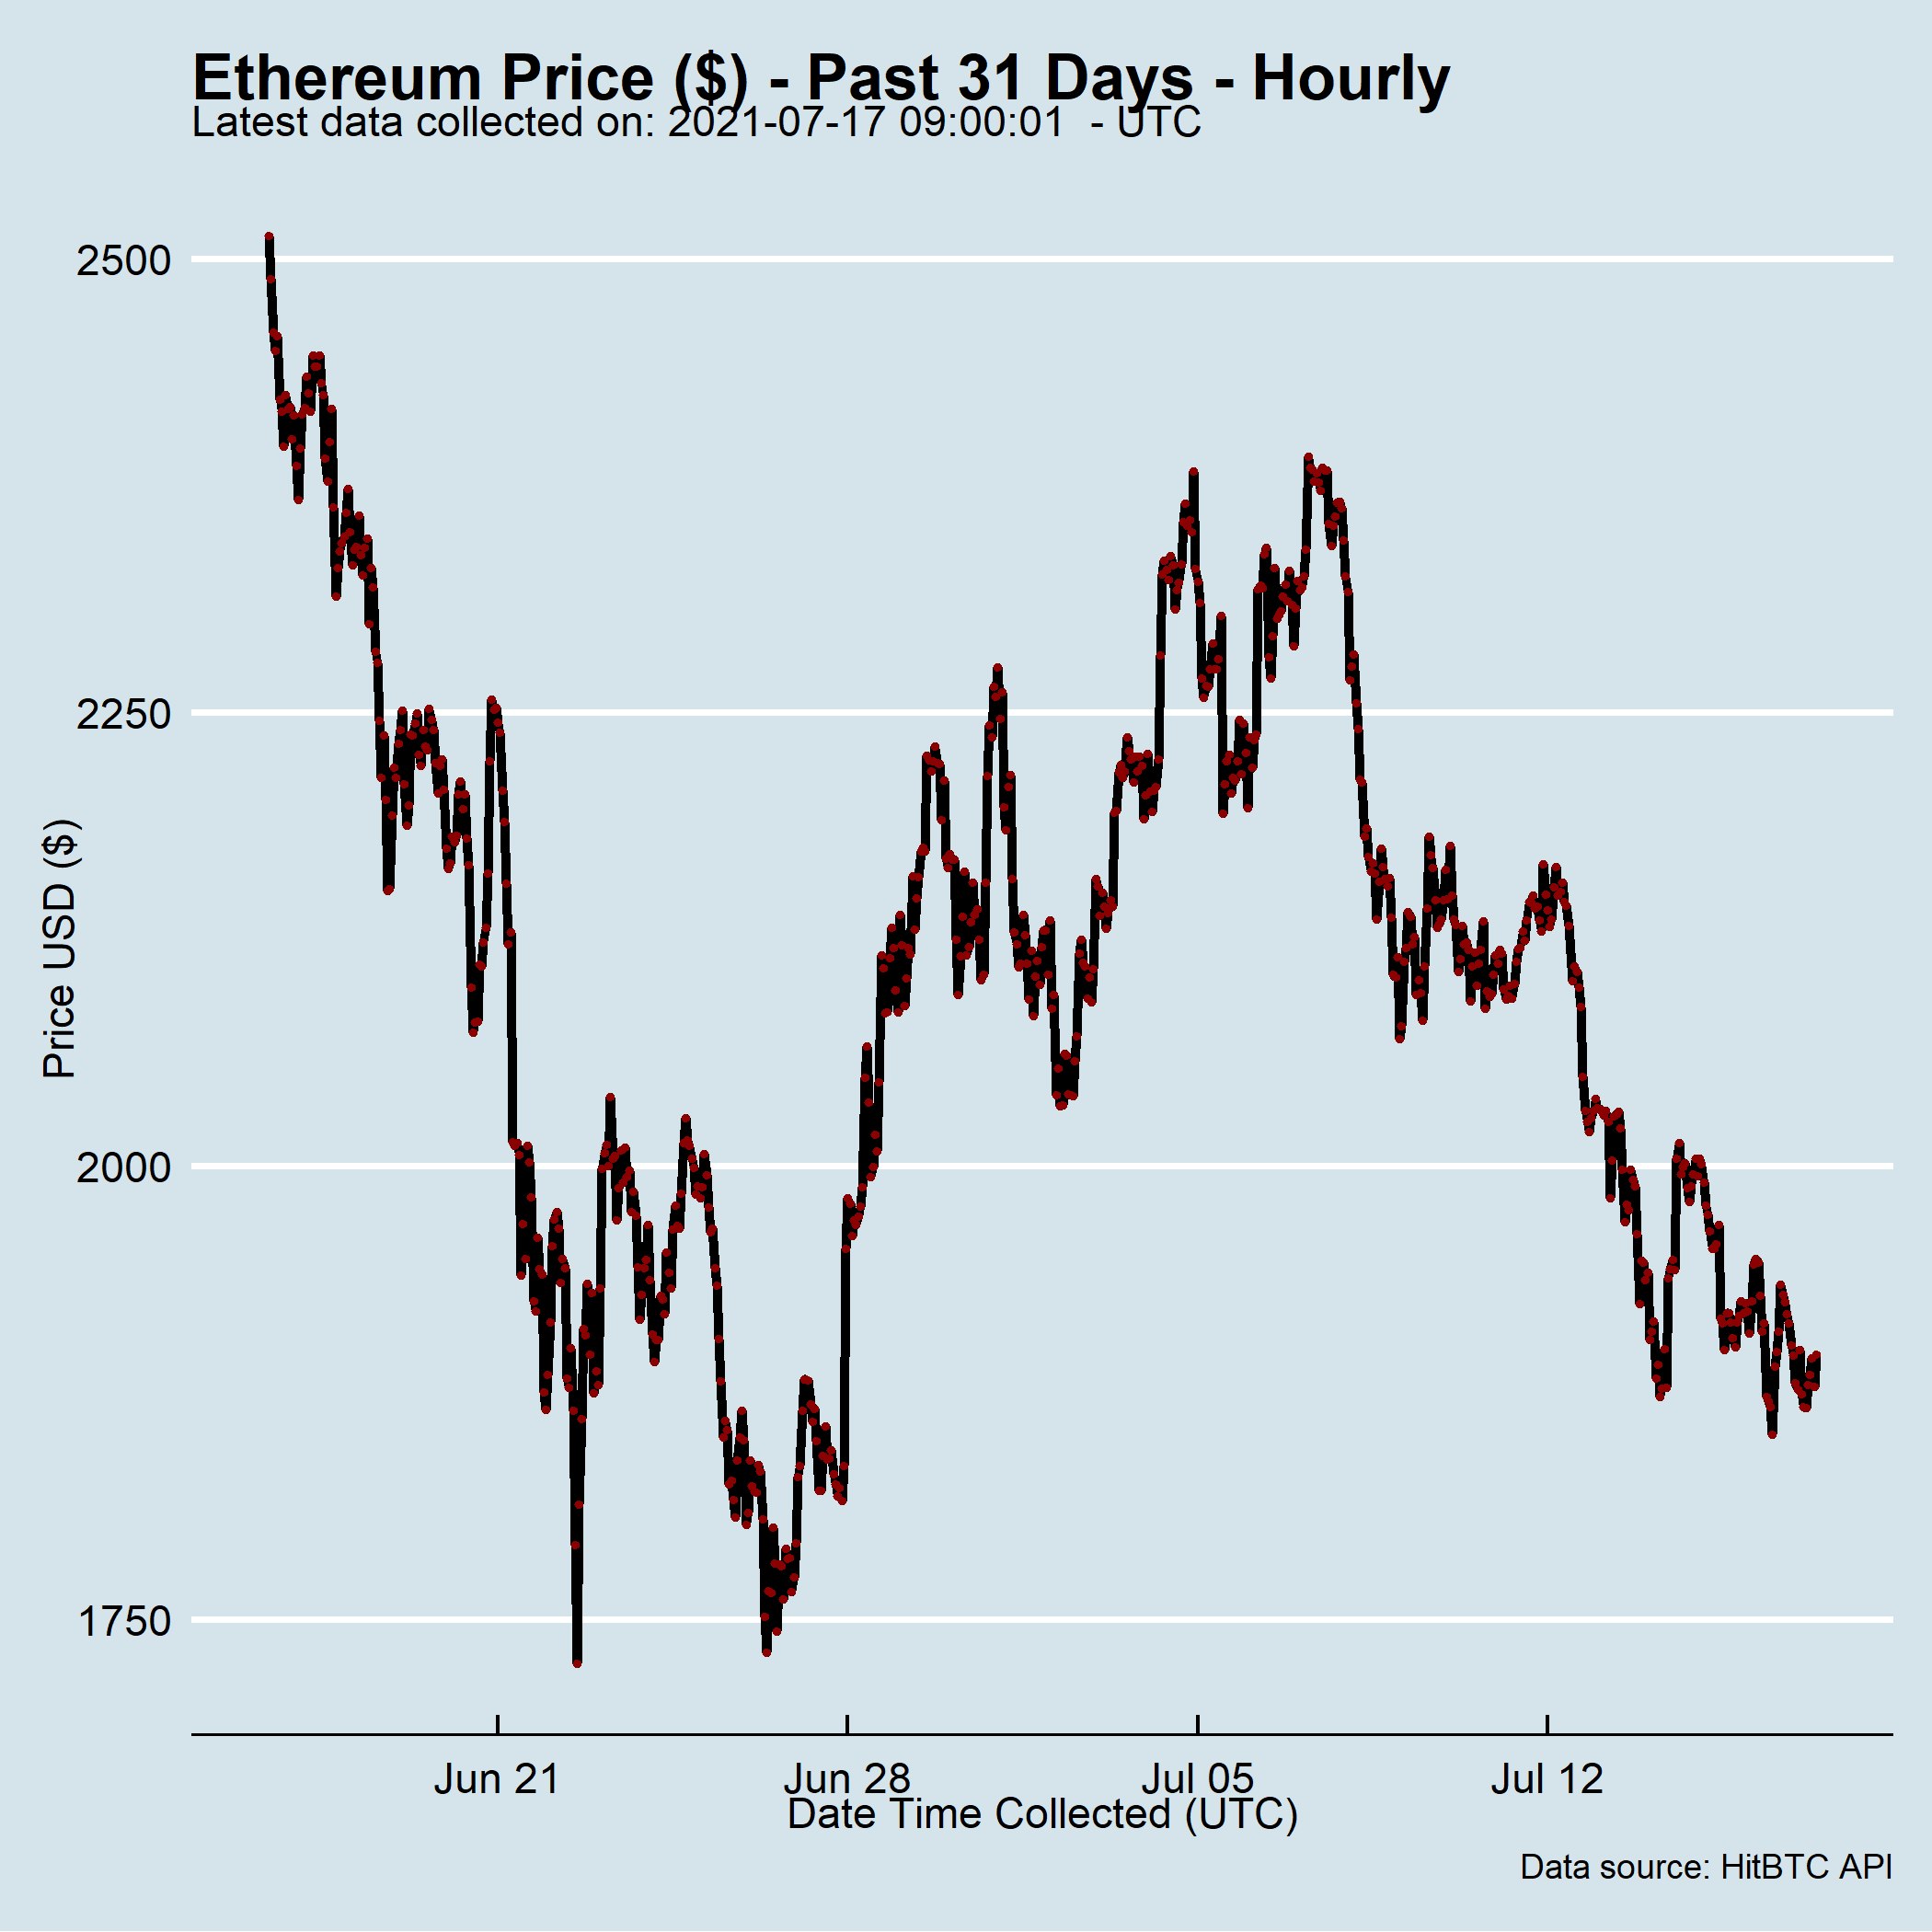 Ethereum Price ($) - Past 31 Days - Hourly
Latest data collected on: 2021-07-17 09:00:01  - UTC
2500
2250
2000
1750
Price USD ($)
Jun 21
Jun 28
Jul 05
Jul 12
Date Time Collected (UTC)
Data source: HitBTC API